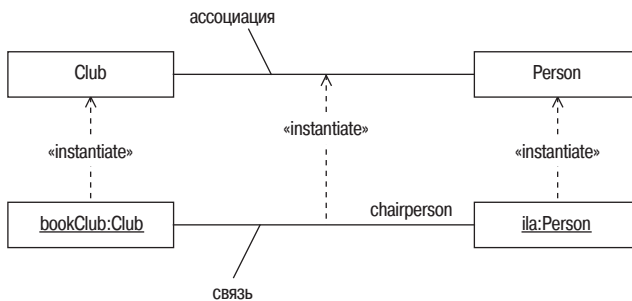 ассоциация
Club
Person
«instantiate»
«instantiate»
«instantiate»
chairperson
bookClub:Club
ila:Person
связь